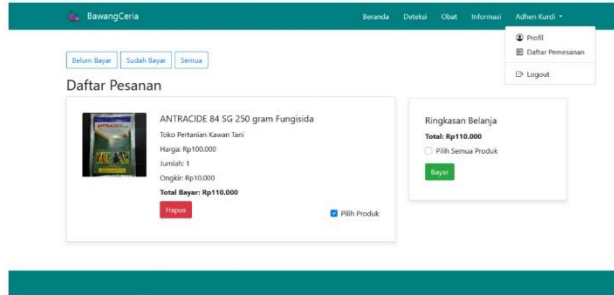 BawangCeria
Beranda Deteksi Obat Informasi Adhen Kurdi
Profil
Daftar Pemesanan
Logout
Belum Bayar Sudah Bayar Semua
Daftar Pesanan
ANTRACIDE 84 SG 250 gram Fungisida
Toko Pertanian Kawan Tani
Harga: Rp100.000
Jumlah: 1
Ongkir: Rp10.000
Total Bayar: Rp110.000
Hapus
Pilih Produk
Ringkasan Belanja
Total: Rp110.000
Pilih Semua Produk
Bayar